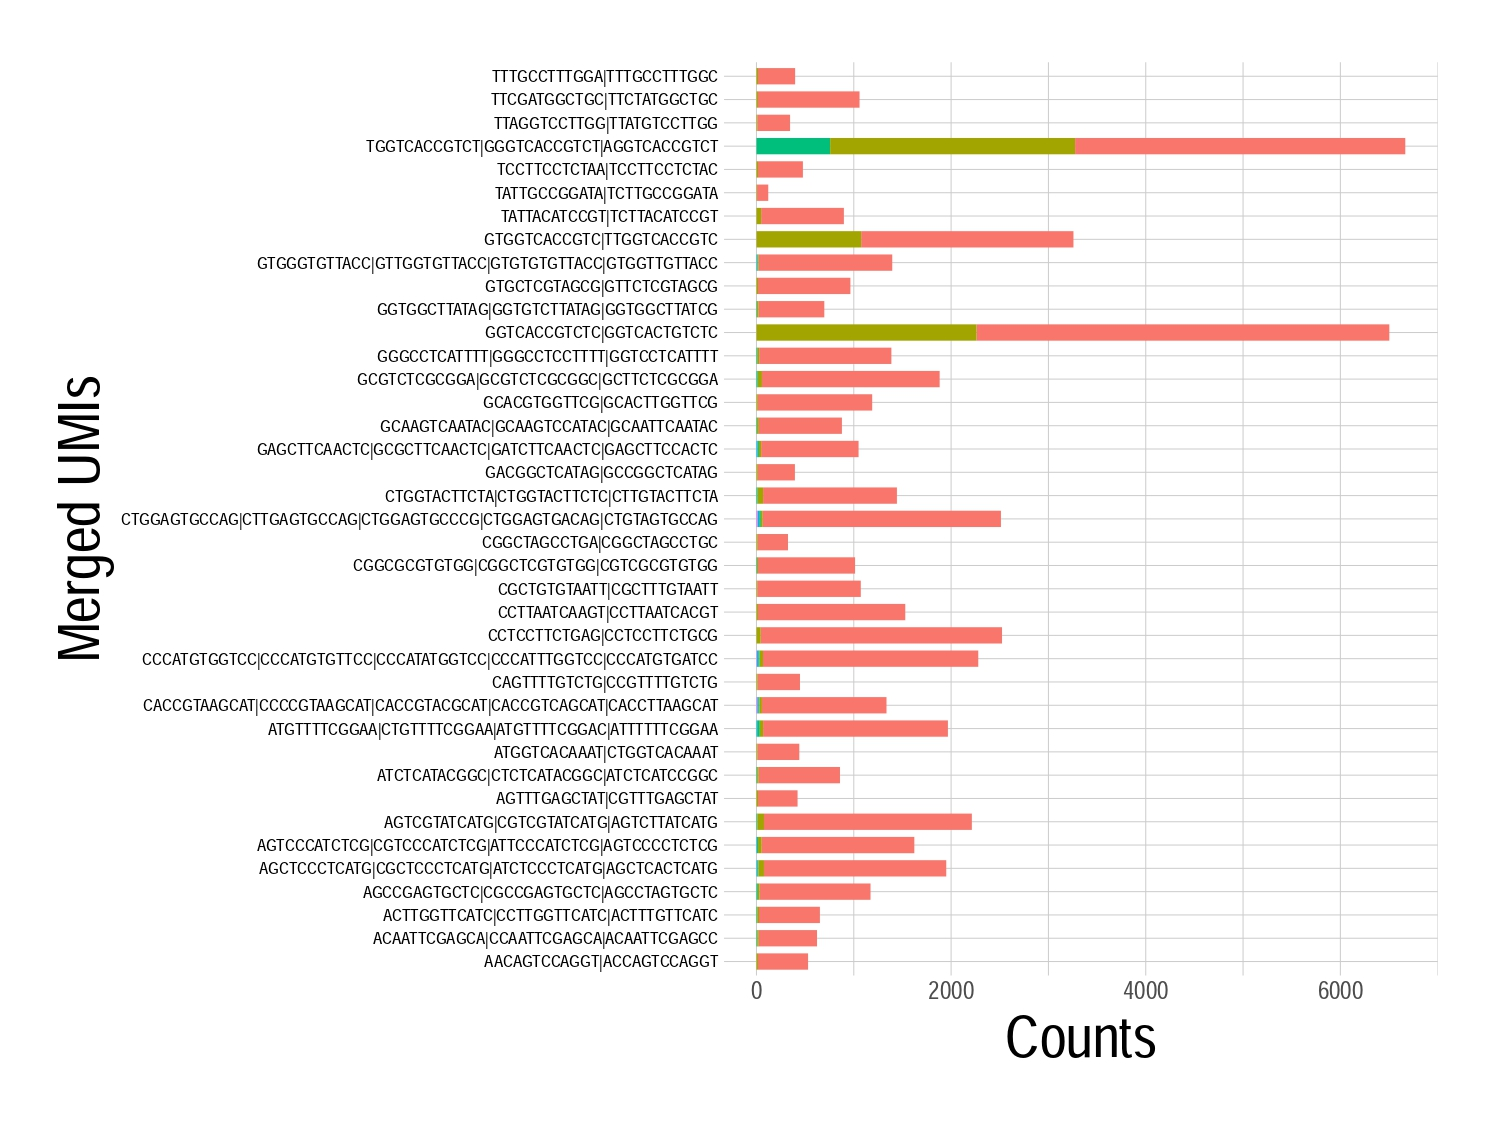 Merged UMIs
TTTGCCTTTGGA|TTTGCCTTTGGC
TTCGATGGCTGC|TTCTATGGCTGC
TTAGGTCCTTGG|TTATGTCCTTGG
TGGTCACCGTCT|GGGTCACCGTCT|AGGTCACCGTCT
TCCTTCCTCTAA|TCCTTCCTCTAC
TATTGCCGGATA|TCTTGCCGGATA
TATTACATCCGT|TCTTACATCCGT
GTGGTCACCGTC|TTGGTCACCGTC
GTGGGTGTTACC|GTTGGTGTTACC|GTGTGTGTTACC|GTGGTTGTTACC
GTGCTCGTAGCG|GTTCTCGTAGCG
GGTGGCTTATAG|GGTGTCTTATAG|GGTGGCTTATCG
GGTCACCGTCTC|GGTCACTGTCTC
GGGCCTCATTTT|GGGCCTCCTTTT|GGTCCTCATTTT
GCGTCTCGCGGA|GCGTCTCGCGGC|GCTTCTCGCGGA
GCACGTGGTTCG|GCACTTGGTTCG
GCAAGTCAATAC|GCAAGTCCATAC|GCAATTCAATAC
GAGCTTCAACTC|GCGCTTCAACTC|GATCTTCAACTC|GAGCTTCCACTC
GACGGCTCATAG|GCCGGCTCATAG
CTGGTACTTCTA|CTGGTACTTCTC|CTTGTACTTCTA
CTGGAGTGCCAG|CTTGAGTGCCAG|CTGGAGTGCCCG|CTGGAGTGACAG|CTGTAGTGCCAG
CGGCTAGCCTGA|CGGCTAGCCTGC
CGGCGCGTGTGG|CGGCTCGTGTGG|CGTCGCGTGTGG
CGCTGTGTAATT|CGCTTTGTAATT
CCTTAATCAAGT|CCTTAATCACGT
CCTCCTTCTGAG|CCTCCTTCTGCG
CCCATGTGGTCC|CCCATGTGTTCC|CCCATATGGTCC|CCCATTTGGTCC|CCCATGTGATCC
CAGTTTTGTCTG|CCGTTTTGTCTG
CACCGTAAGCAT|CCCCGTAAGCAT|CACCGTACGCAT|CACCGTCAGCAT|CACCTTAAGCAT
ATGTTTTCGGAA|CTGTTTTCGGAA|ATGTTTTCGGAC|ATTTTTTCGGAA
ATGGTCACAAAT|CTGGTCACAAAT
ATCTCATACGGC|CTCTCATACGGC|ATCTCATCCGGC
AGTTTGAGCTAT|CGTTTGAGCTAT
AGTCGTATCATG|CGTCGTATCATG|AGTCTTATCATG
AGTCCCATCTCG|CGTCCCATCTCG|ATTCCCATCTCG|AGTCCCCTCTCG
AGCTCCCTCATG|CGCTCCCTCATG|ATCTCCCTCATG|AGCTCACTCATG
AGCCGAGTGCTC|CGCCGAGTGCTC|AGCCTAGTGCTC
ACTTGGTTCATC|CCTTGGTTCATC|ACTTTGTTCATC
ACAATTCGAGCA|CCAATTCGAGCA|ACAATTCGAGCC
AACAGTCCAGGT|ACCAGTCCAGGT
0 2000 4000 6000
Counts